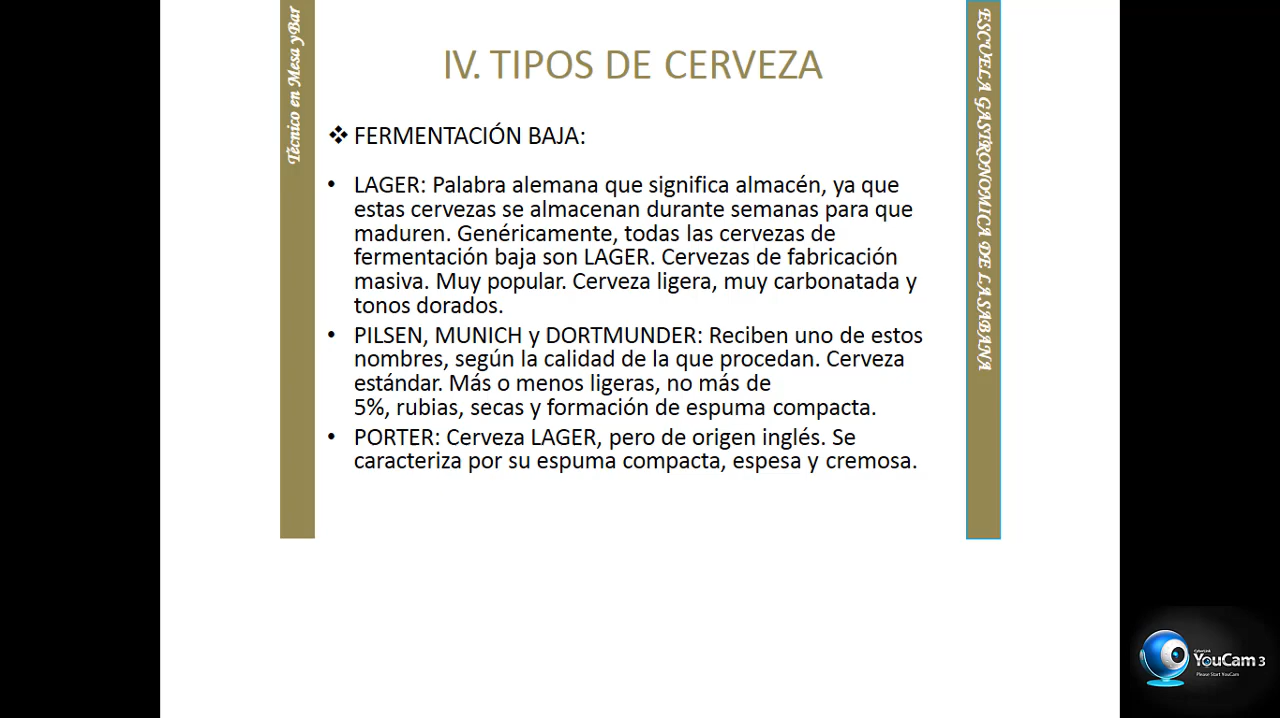 Técnico en Mesa yBar
IV. TIPOS DE CERVEZA
❖ FERMENTACIÓN BAJA:
• LAGER: Palabra alemana que significa almacén, ya que
estas cervezas se almacenan durante semanas para que
maduren. Genéricamente, todas las cervezas de
fermentación baja son LAGER. Cervezas de fabricación
masiva. Muy popular. Cerveza ligera, muy carbonatada y
tonos dorados.
• PILSEN, MUNICH y DORTMUNDER: Reciben uno de estos
nombres, según la calidad de la que procedan. Cerveza
estándar. Más o menos ligeras, no más de
5%, rubias, secas y formación de espuma compacta.
• PORTER: Cerveza LAGER, pero de origen inglés. Se
caracteriza por su espuma compacta, espesa y cremosa.
ESCUELA GASTRONOMICA DE LASABANA
CyberLink
YouCam 3
Please Start YouCam